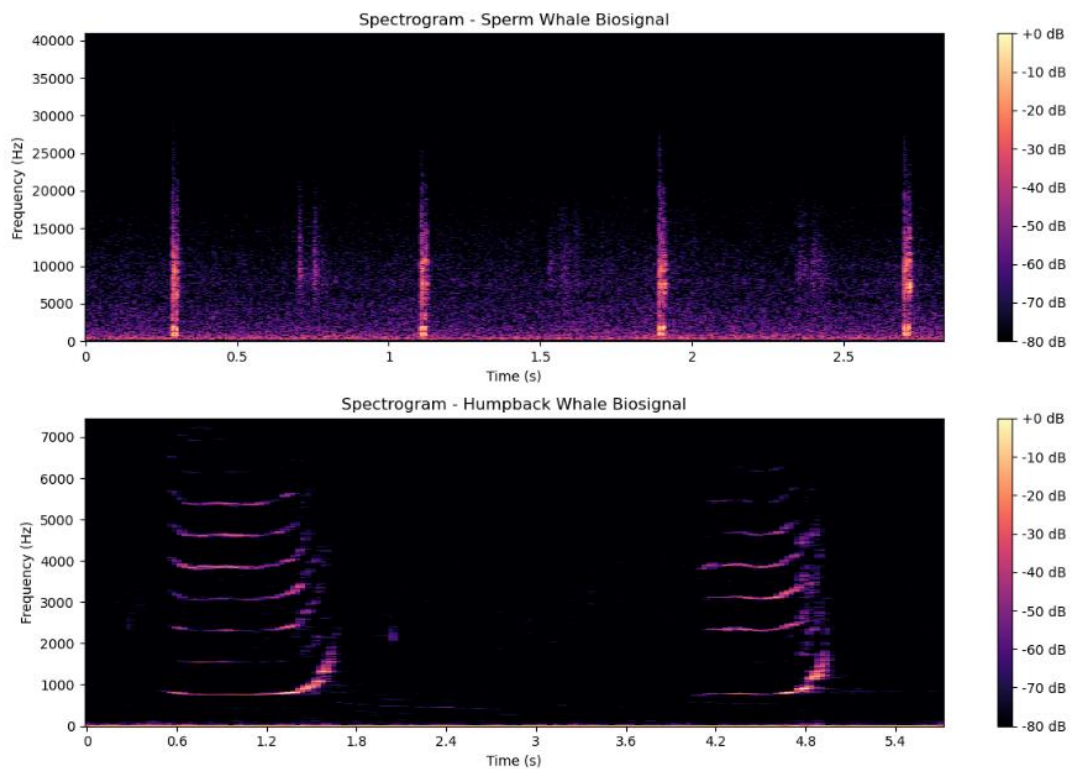 Spectrogram - Sperm Whale Biosignal
40000
35000
30000
25000
20000
15000
10000
5000
0
Frequency (Hz)
0 0.5 1 1.5 2 2.5
Time (s)
+0 dB
-10 dB
-20 dB
-30 dB
-40 dB
-50 dB
-60 dB
-70 dB
-80 dB
Spectrogram - Humpback Whale Biosignal
7000
6000
5000
4000
3000
2000
1000
0
Frequency (Hz)
0 0.6 1.2 1.8 2.4 3 3.6 4.2 4.8 5.4
Time (s)
+0 dB
-10 dB
-20 dB
-30 dB
-40 dB
-50 dB
-60 dB
-70 dB
-80 dB